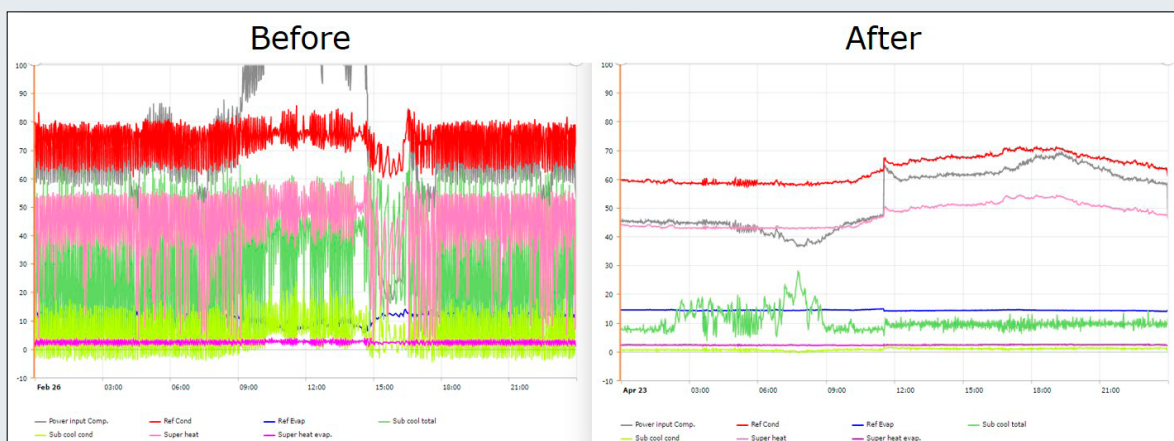 Before
After
100
90
80
70
60
50
40
30
20
10
0
-10
Feb 26
03:00
06:00
09:00
12:00
15:00
18:00
21:00
Power input Comp.
Ref Cond
Ref Evap
Sub cool total
Sub cool cond
Super heat
Super heat evap.
100
90
80
70
60
50
40
30
20
10
0
-10
Apr 23
03:00
06:00
09:00
12:00
15:00
18:00
21:00
Power input Comp.
Ref Cond
Ref Evap
Sub cool total
Sub cool cond
Super heat
Super heat evap.